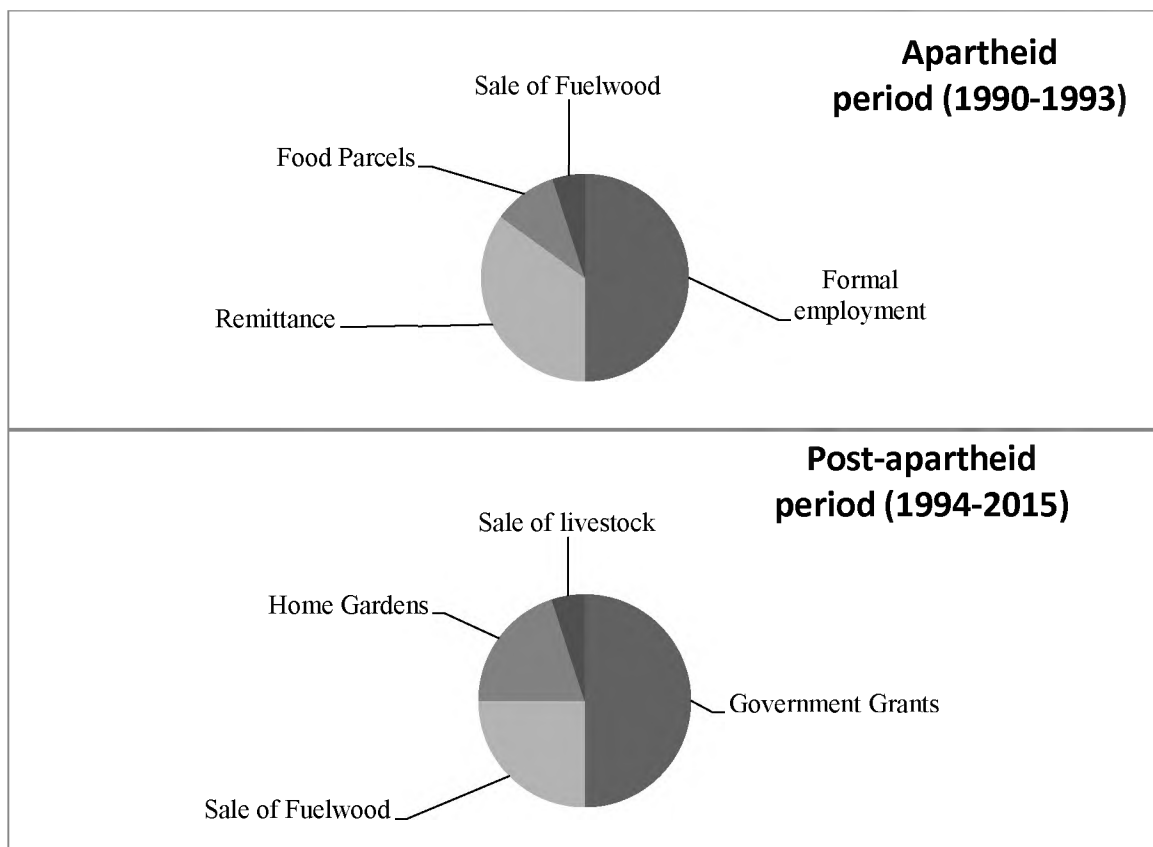 Apartheid
period (1990-1993)
Sale of Fuelwood
Food Parcels
Formal
employment
Remittance
Post-apartheid
period (1994-2015)
Sale of livestock
Home Gardens
Government Grants
Sale of Fuelwood